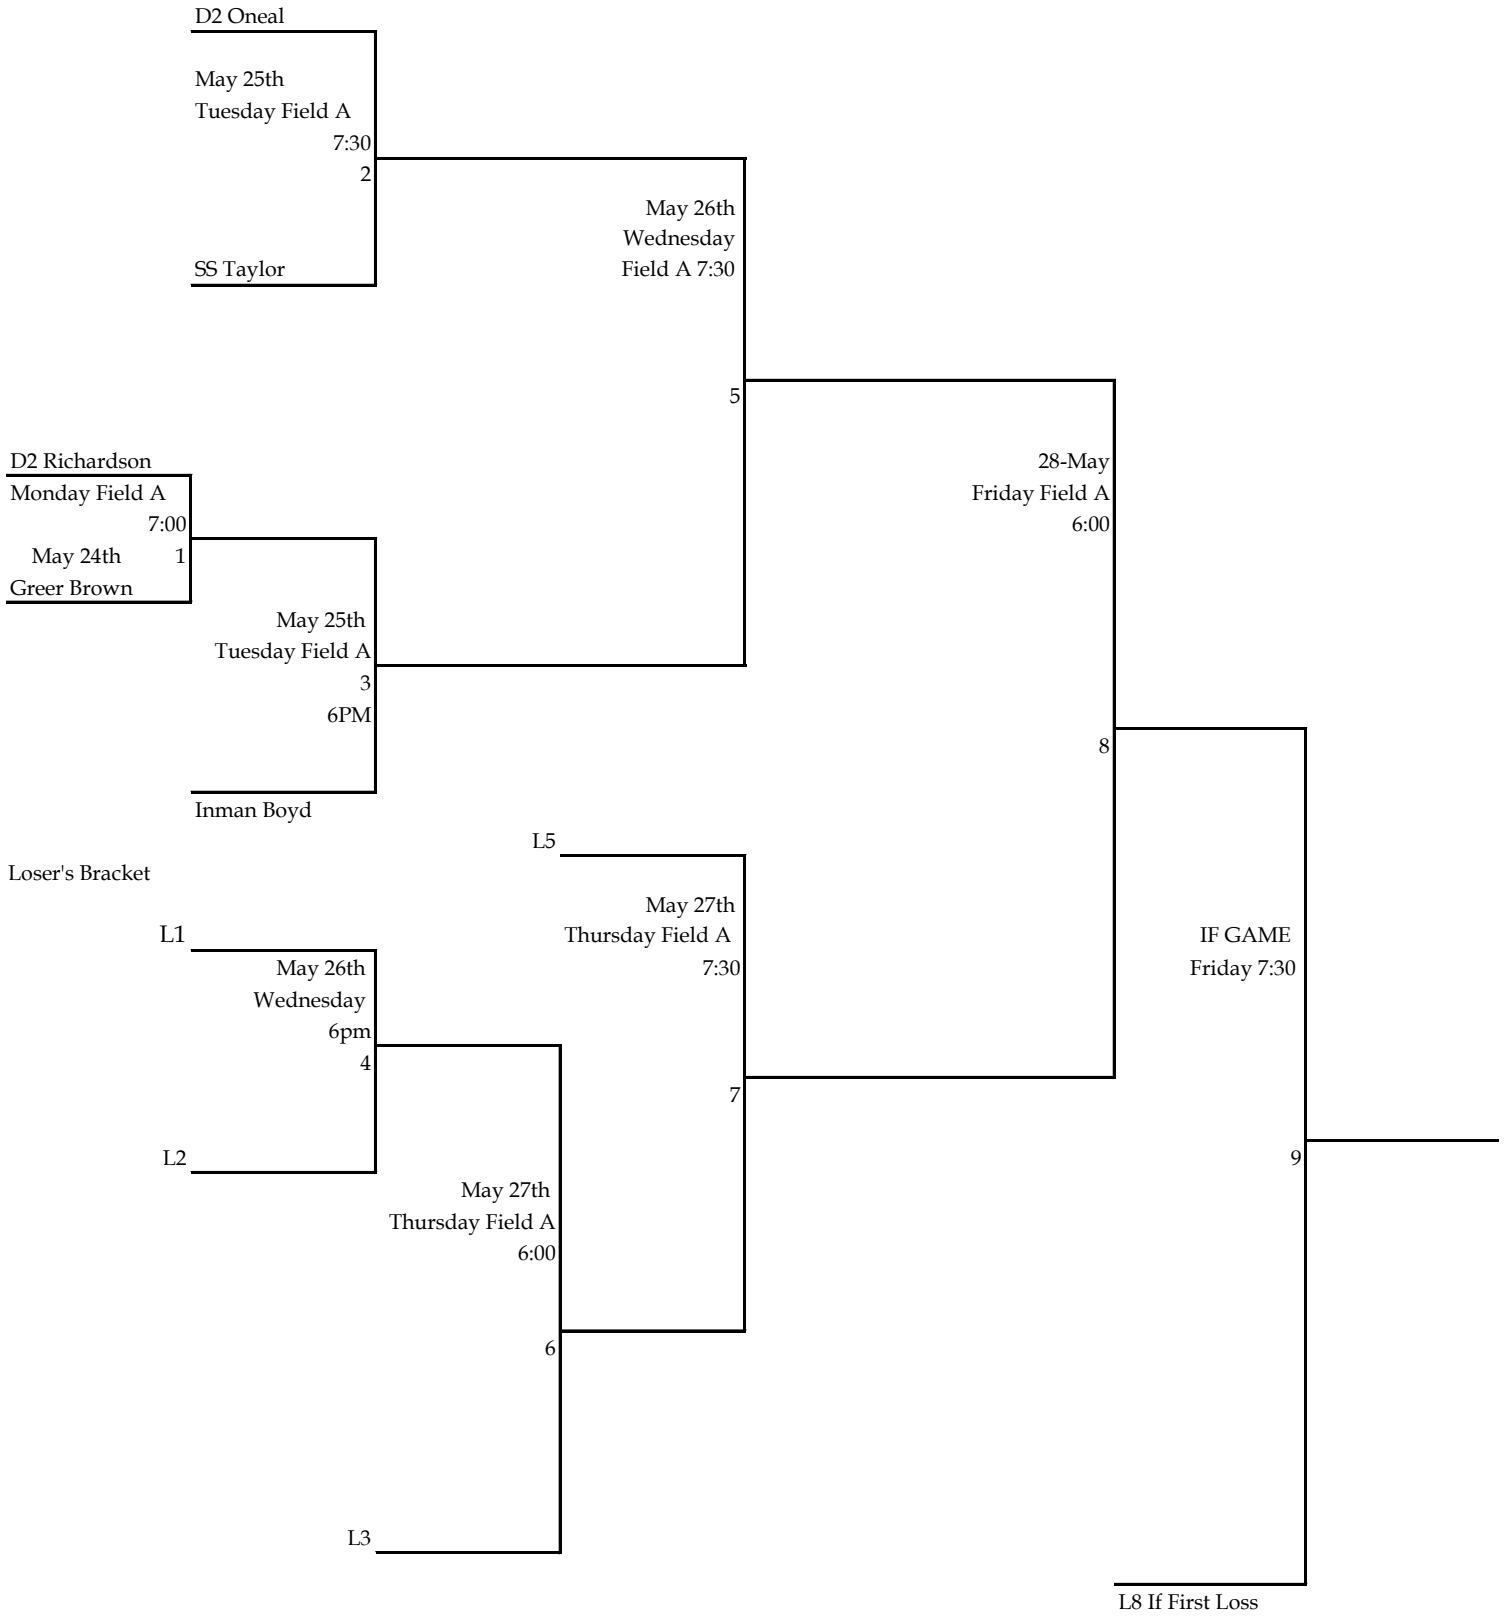 D2 Oneal
May 25th
Tuesday Field A
7:30
2
SS Taylor
May 26th
Wednesday
Field A 7:30
5
D2 Richardson
Monday Field A
7:00
May 24th 1
Greer Brown
May 25th
Tuesday Field A
3
6PM
Inman Boyd
28-May
Friday Field A
6:00
8
Loser's Bracket
L1
May 26th
Wednesday
6pm
4
L2
L5
May 27th
Thursday Field A
7:30
7
May 27th
Thursday Field A
6:00
6
L3
IF GAME
Friday 7:30
9
L8 If First Loss